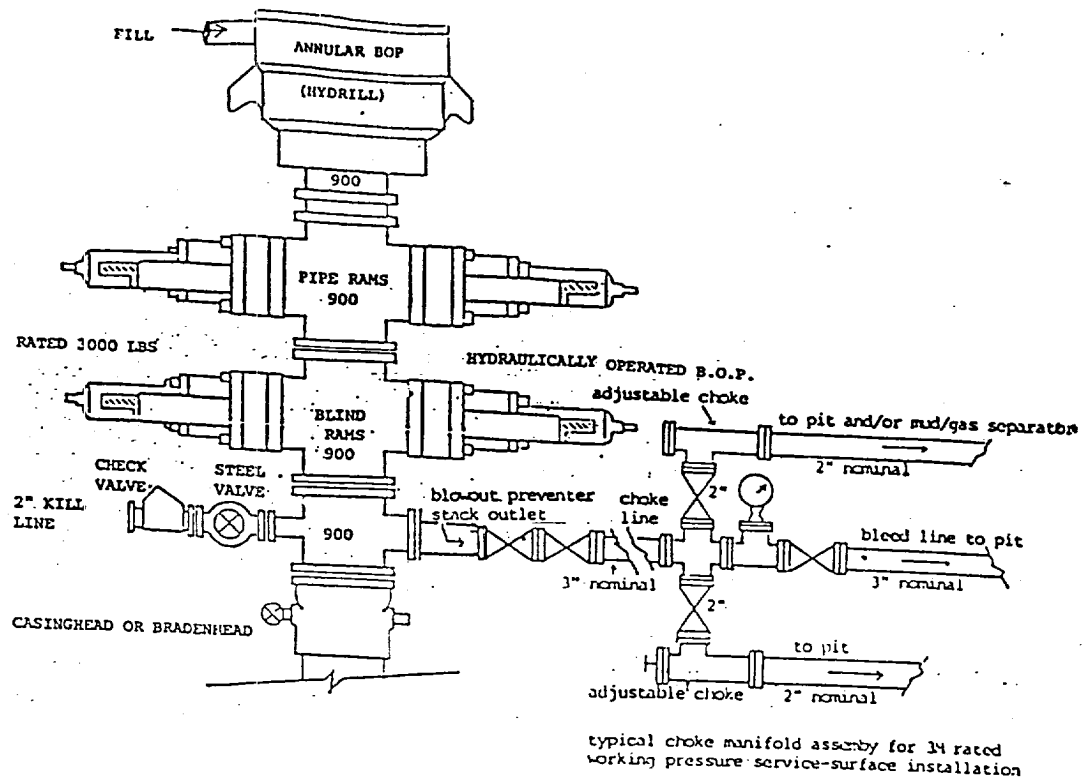 FILL
ANNULAR BOP
(HYDRILL)
900
PIPE RAMS
900
RATED 3000 LBS
HYDRAULICALLY OPERATED B.O.P.
adjustable choke
to pit and/or mud/gas separator
2" nominal
BLIND
RAMS
900
CHECK
VALVE
STEEL
VALVE
2" KILL
LINE
900
blowout preventer
stack outlet
choke
line
3" nominal
2"
bleed line to pit
3" nominal
2"
CASINGHEAD OR BRADENHEAD
to pit
adjustable choke
2" nominal
typical choke manifold assemby for 3M rated
working pressure service-surface installation